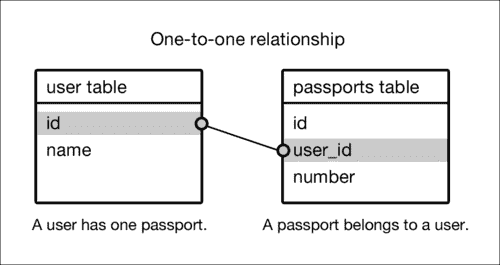 One-to-one relationship
user table
id
name
passports table
id
user_id
number
A user has one passport.
A passport belongs to a user.